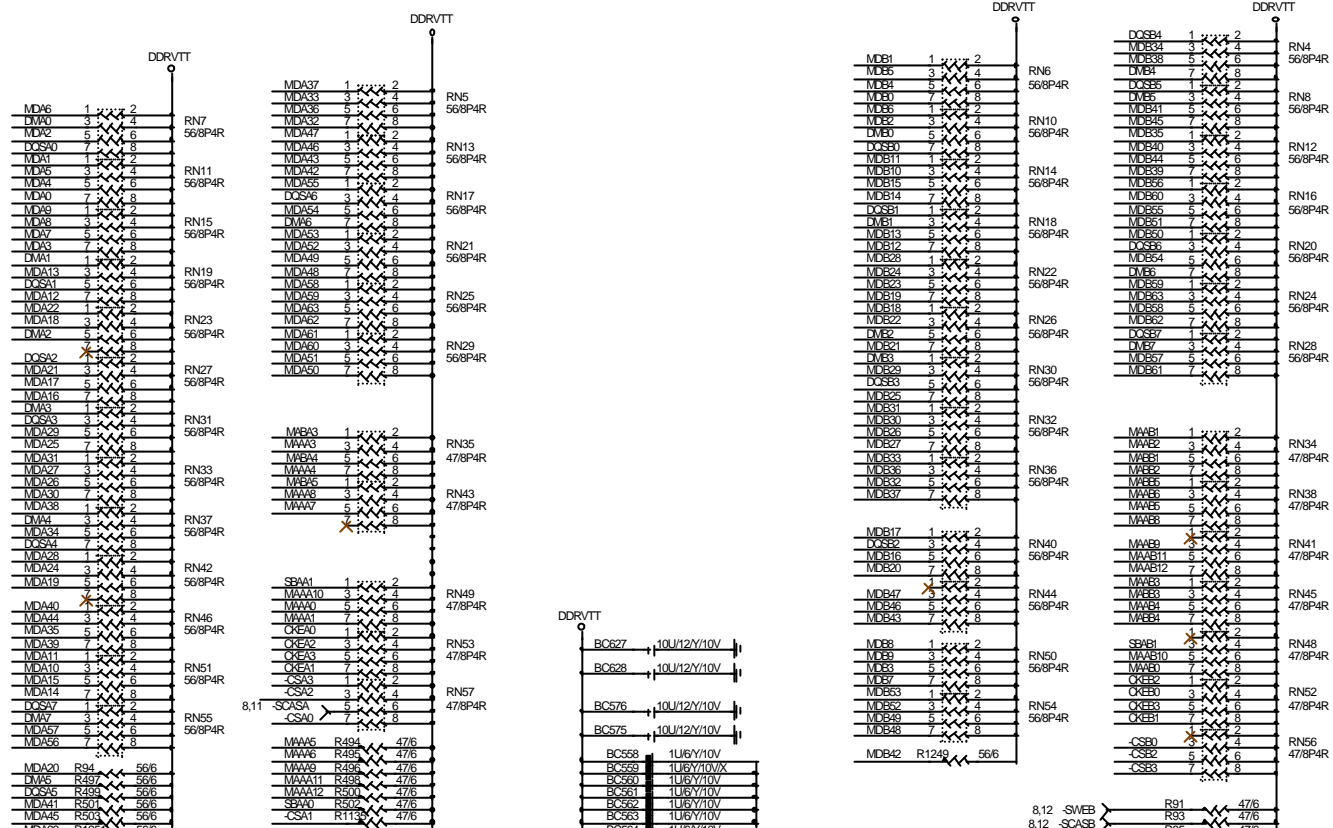 DDRVTT
MDA6 1 2
DMA0 3 4 RN7
MDA2 5 6 56/8P4R
DQSA0 7 8
MDA1 1 2
MDA5 3 4 RN11
MDA4 5 6 56/8P4R
MDA0 7 8
MDA9 1 2
MDA8 3 4 RN15
MDA7 5 6 56/8P4R
MDA3 7 8
DMA1 1 2
MDA13 3 4 RN19
DQSA1 5 6 56/8P4R
MDA12 7 8
MDA22 1 2
MDA18 3 4 RN23
DMA2 5 6 56/8P4R
7 8
DQSA2 1 2
MDA21 3 4 RN27
MDA17 5 6 56/8P4R
MDA16 7 8
DMA3 1 2
DQSA3 3 4 RN31
MDA29 5 6 56/8P4R
MDA25 7 8
MDA31 1 2
MDA27 3 4 RN33
MDA26 5 6 56/8P4R
MDA30 7 8
MDA38 1 2
DMA4 3 4 RN37
MDA34 5 6 56/8P4R
DQSA4 7 8
MDA28 1 2
MDA24 3 4 RN42
MDA19 5 6 56/8P4R
7 8
MDA40 1 2
MDA44 3 4 RN46
MDA35 5 6 56/8P4R
MDA39 7 8
MDA11 1 2
MDA10 3 4 RN51
MDA15 5 6 56/8P4R
MDA14 7 8
DQSA7 1 2
DMA7 3 4 RN55
MDA57 5 6 56/8P4R
MDA56 7 8
MDA20 R94 56/6
DMA5 R497 56/6
DQSA5 R499 56/6
MDA41 R501 56/6
MDA45 R503 56/6
DDRVTT
MDA37 1 2
MDA33 3 4 RN5
MDA36 5 6 56/8P4R
MDA32 7 8
MDA47 1 2
MDA46 3 4 RN13
MDA43 5 6 56/8P4R
MDA42 7 8
MDA55 1 2
DQSA6 3 4 RN17
MDA54 5 6 56/8P4R
DMA6 7 8
MDA53 1 2
MDA52 3 4 RN21
MDA49 5 6 56/8P4R
MDA48 7 8
MDA58 1 2
MDA59 3 4 RN25
MDA63 5 6 56/8P4R
MDA62 7 8
MDA61 1 2
MDA60 3 4 RN29
MDA51 5 6 56/8P4R
MDA50 7 8
MABA3 1 2
MAAA3 3 4 RN35
MABA4 5 6 47/8P4R
MAAA4 7 8
MABA5 1 2
MAAA8 3 4 RN43
MAAA7 5 6 47/8P4R
7 8
SBAA1 1 2
MAAA10 3 4 RN49
MAAA0 5 6 47/8P4R
MAAA1 7 8
CKEA0 1 2
CKEA2 3 4 RN53
CKEA3 5 6 47/8P4R
CKEA1 7 8
-CSA3 1 2
-CSA2 3 4 RN57
8,11 -SCASA 5 6 47/8P4R
-CSA0 7 8
MAAA5 R494 47/6
MAAA6 R495 47/6
MAAA9 R496 47/6
MAAA11 R498 47/6
MAAA12 R500 47/6
SBAA0 R502 47/6
-CSA1 R1135 47/6
DDRVTT
BC627 10U/12/Y/10V
BC628 10U/12/Y/10V
BC576 10U/12/Y/10V
BC575 10U/12/Y/10V
BC558 1U/6/Y/10V
BC559 1U/6/Y/10V/X
BC560 1U/6/Y/10V
BC561 1U/6/Y/10V
BC562 1U/6/Y/10V
BC563 1U/6/Y/10V
DDRVTT
MDB1 1 2
MDB5 3 4 RN6
MDB4 5 6 56/8P4R
MDB0 7 8
MDB6 1 2
MDB2 3 4 RN10
DMB0 5 6 56/8P4R
DQSB0 7 8
MDB11 1 2
MDB10 3 4 RN14
MDB15 5 6 56/8P4R
MDB14 7 8
DQSB1 1 2
DMB1 3 4 RN18
MDB13 5 6 56/8P4R
MDB12 7 8
MDB28 1 2
MDB24 3 4 RN22
MDB23 5 6 56/8P4R
MDB19 7 8
MDB18 1 2
MDB22 3 4 RN26
DMB2 5 6 56/8P4R
MDB21 7 8
DMB3 1 2
MDB29 3 4 RN30
DQSB3 5 6 56/8P4R
MDB25 7 8
MDB31 1 2
MDB30 3 4 RN32
MDB26 5 6 56/8P4R
MDB27 7 8
MDB33 1 2
MDB36 3 4 RN36
MDB32 5 6 56/8P4R
MDB37 7 8
MDB17 1 2
DQSB2 3 4 RN40
MDB16 5 6 56/8P4R
MDB20 7 8
1 2
MDB47 3 4 RN44
MDB46 5 6 56/8P4R
MDB43 7 8
MDB8 1 2
MDB9 3 4 RN50
MDB3 5 6 56/8P4R
MDB7 7 8
MDB53 1 2
MDB52 3 4 RN54
MDB49 5 6 56/8P4R
MDB48 7 8
MDB42 R1249 56/6
DDRVTT
DQSB4 1 2
MDB34 3 4 RN4
MDB38 5 6 56/8P4R
DMB4 7 8
DQSB5 1 2
DMB5 3 4 RN8
MDB41 5 6 56/8P4R
MDB45 7 8
MDB35 1 2
MDB40 3 4 RN12
MDB44 5 6 56/8P4R
MDB39 7 8
MDB56 1 2
MDB60 3 4 RN16
MDB55 5 6 56/8P4R
MDB51 7 8
MDB50 1 2
DQSB6 3 4 RN20
MDB54 5 6 56/8P4R
DMB6 7 8
MDB59 1 2
MDB63 3 4 RN24
MDB58 5 6 56/8P4R
MDB62 7 8
DQSB7 1 2
DMB7 3 4 RN28
MDB57 5 6 56/8P4R
MDB61 7 8
MAAB1 1 2
MAAB2 3 4 RN34
MABB1 5 6 47/8P4R
MABB2 7 8
MABB5 1 2
MAAB6 3 4 RN38
MAAB5 5 6 47/8P4R
MAAB8 7 8
1 2
MAAB9 3 4 RN41
MAAB11 5 6 47/8P4R
MAAB12 7 8
MAAB3 1 2
MABB3 3 4 RN45
MAAB4 5 6 47/8P4R
MABB4 7 8
1 2
SBAB1 3 4 RN48
MAAB10 5 6 47/8P4R
MAAB0 7 8
CKEB2 1 2
CKEB0 3 4 RN52
CKEB3 5 6 47/8P4R
CKEB1 7 8
1 2
-CSB0 3 4 RN56
-CSB2 5 6 47/8P4R
-CSB3 7 8
8,12 -SWEB R91 47/6
8,12 -SCASB R93 47/6